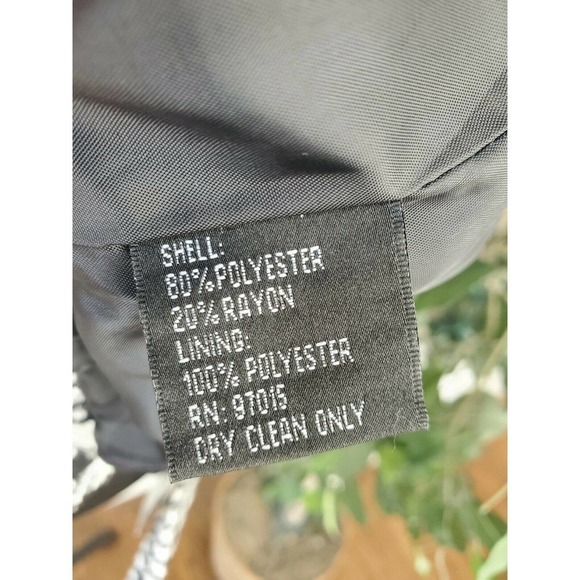 SHELL:
80% POLYESTER
20% RAYON
LINING:
100% POLYESTER
RN: 97015
DRY CLEAN ONLY